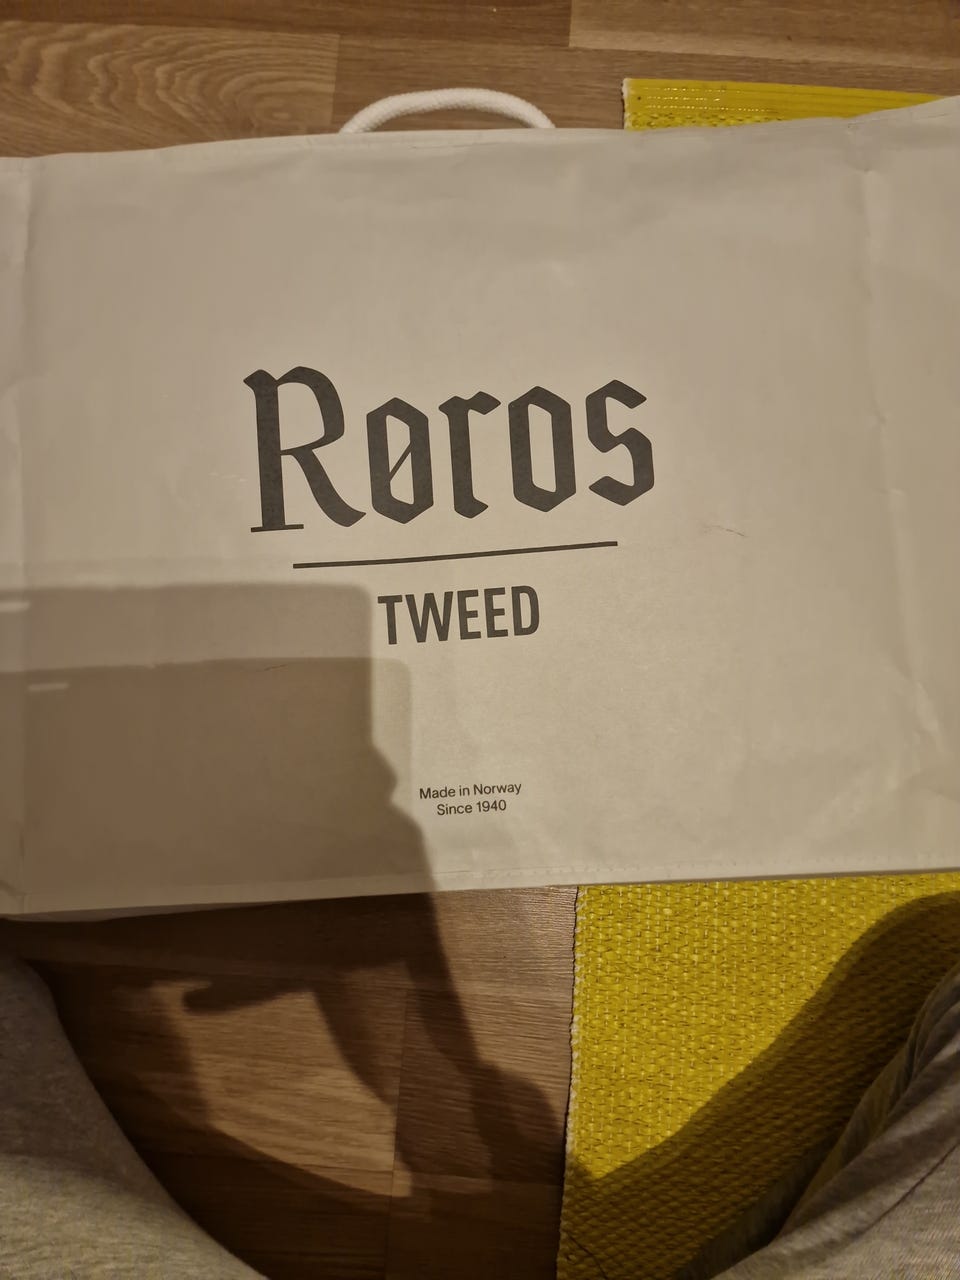 Røros
TWEED
Made in Norway
Since 1940